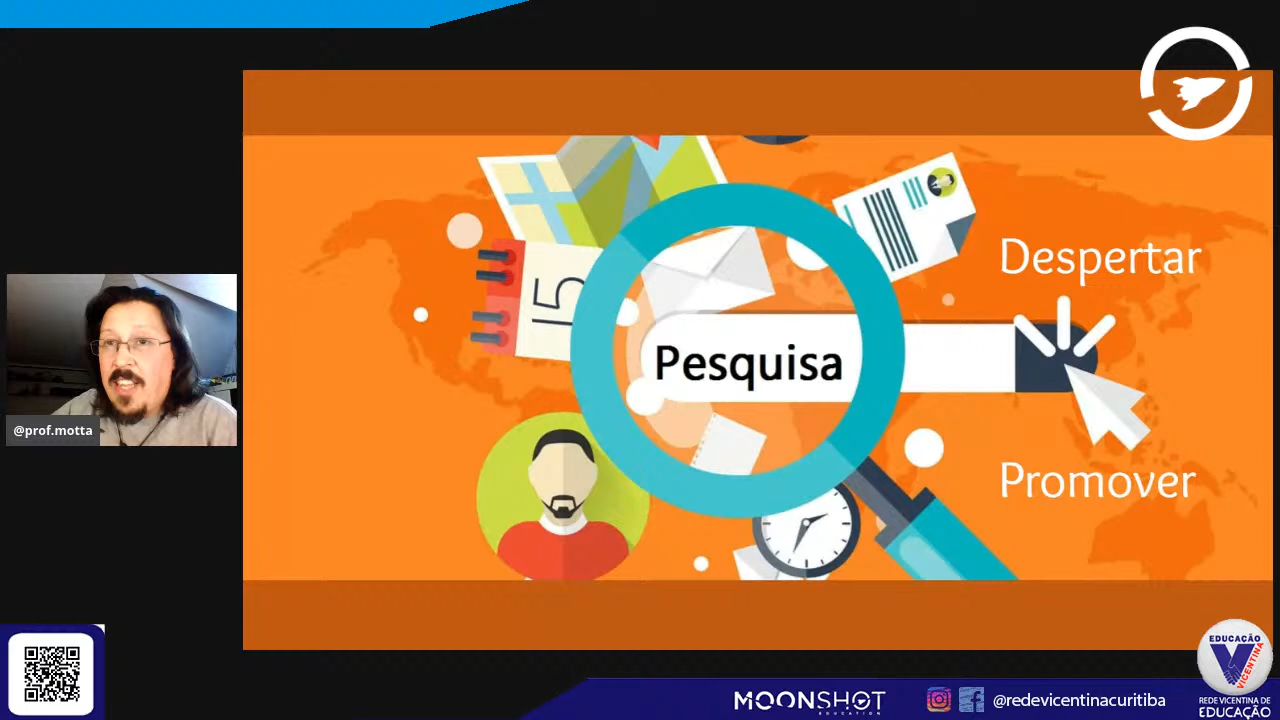 Despertar
15
Pesquisa
@prof.motta
Promover
EDUCAÇÃO
VICENTINA
MOONSHOT
EDUCATION
@redevicentinacuritiba
REDE VICENTINA DE
EDUCAÇÃO